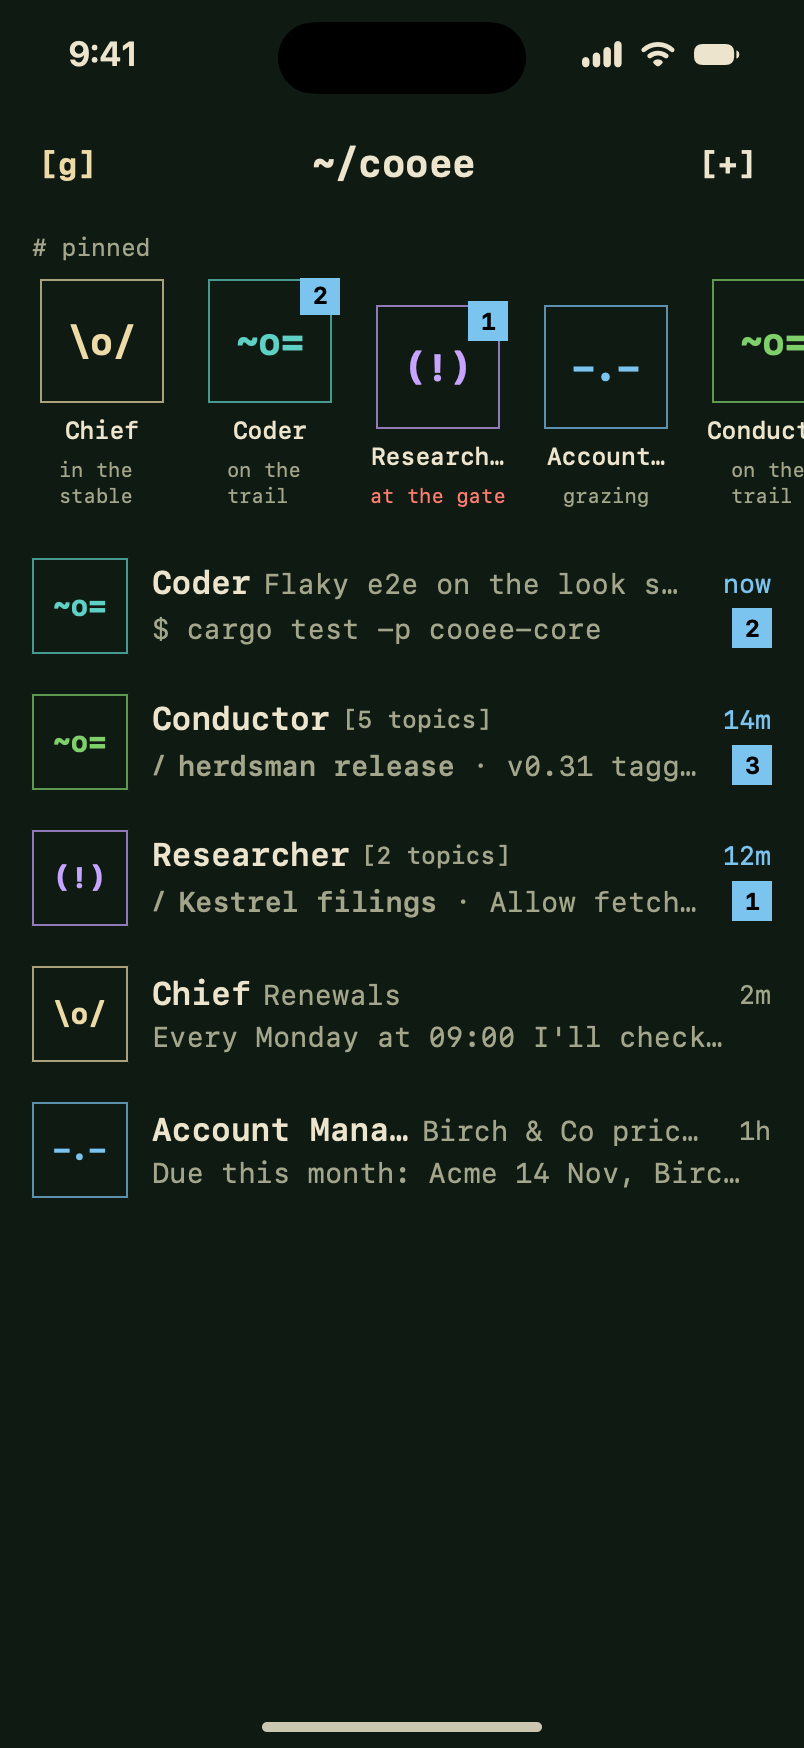 9:41
[g] ~/cooee [+]
# pinned
\o/ ~o= 2 (!) 1 -.- ~o=
Chief Coder Research… Account… Conduct
in the stable
on the trail
at the gate
grazing
on the trail
~o= Coder Flaky e2e on the look s… now
$ cargo test -p cooee-core 2
~o= Conductor [5 topics] 14m
/ herdsman release · v0.31 tagg… 3
(!) Researcher [2 topics] 12m
/ Kestrel filings · Allow fetch… 1
\o/ Chief Renewals 2m
Every Monday at 09:00 I'll check…
-.- Account Mana… Birch & Co pric… 1h
Due this month: Acme 14 Nov, Birc…